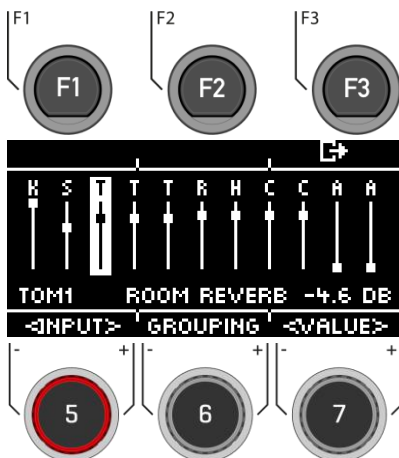 F1 F2 F3
F1 F2 F3
K S T T T R H C C A A
TOM1 ROOM REVERB -4.6 DB
<INPUT> GROUPING <VALUE>
- + - + - +
5 6 7